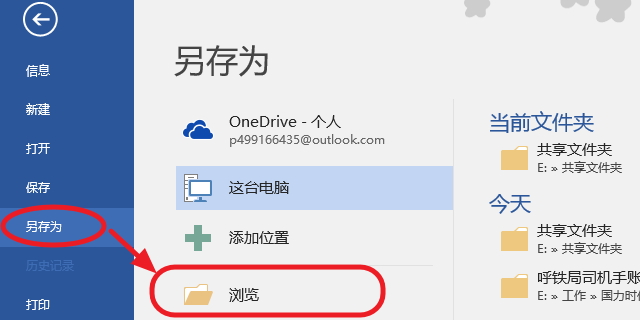 信息
新建
打开
保存
另存为
历史记录
打印
另存为
OneDrive - 个人
p499166435@outlook.com
这台电脑
添加位置
浏览
当前文件夹
共享文件夹
E: » 共享文件夹
今天
共享文件夹
E: » 共享文件夹
呼铁局司机手账
E: » 工作 » 国力时代